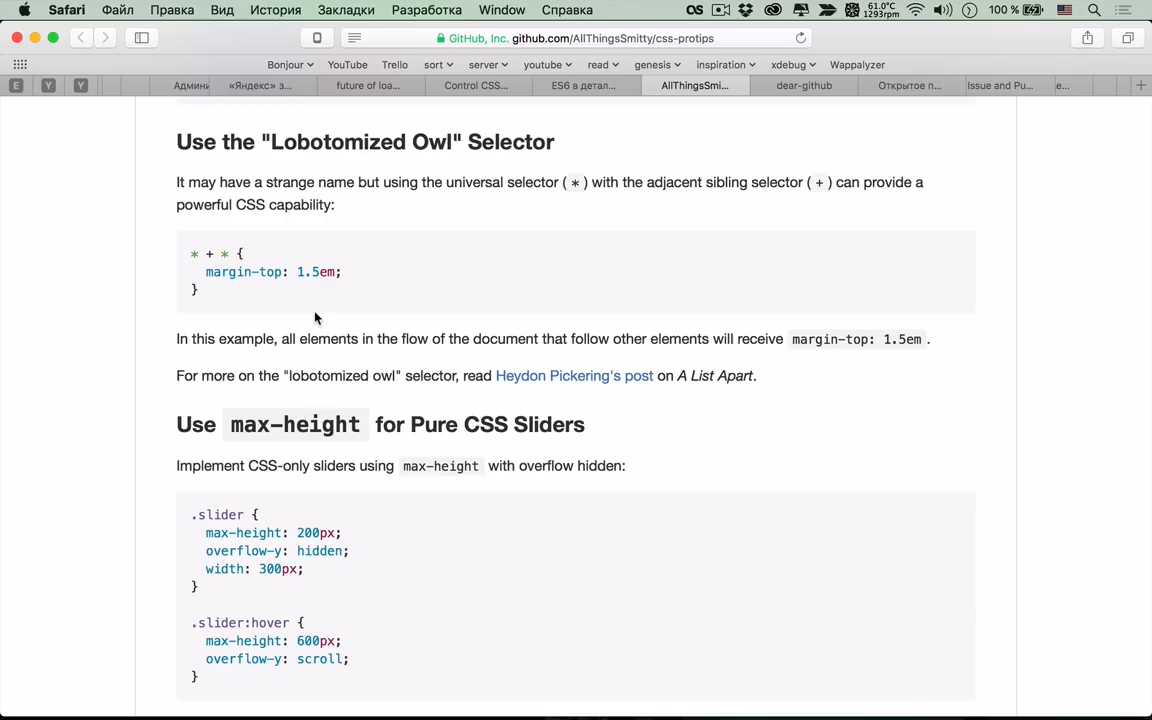 Safari Файл Правка Вид История Закладки Разработка Window Справка 61.0°C 1293rpm 100 %
GitHub, Inc. github.com/AllThingsSmitty/css-protips
Bonjour YouTube Trello sort server youtube read genesis inspiration xdebug Wappalyzer
E Y Y Админи «Яндекс» з... future of loa... Control CSS... ES6 в детал... AllThingsSmi... dear-github Открытое п... Issue and Pu... e...
Use the "Lobotomized Owl" Selector
It may have a strange name but using the universal selector ( * ) with the adjacent sibling selector ( + ) can provide a
powerful CSS capability:
* + * {
margin-top: 1.5em;
}
In this example, all elements in the flow of the document that follow other elements will receive margin-top: 1.5em .
For more on the "lobotomized owl" selector, read Heydon Pickering's post on A List Apart.
Use max-height for Pure CSS Sliders
Implement CSS-only sliders using max-height with overflow hidden:
.slider {
max-height: 200px;
overflow-y: hidden;
width: 300px;
}
.slider:hover {
max-height: 600px;
overflow-y: scroll;
}